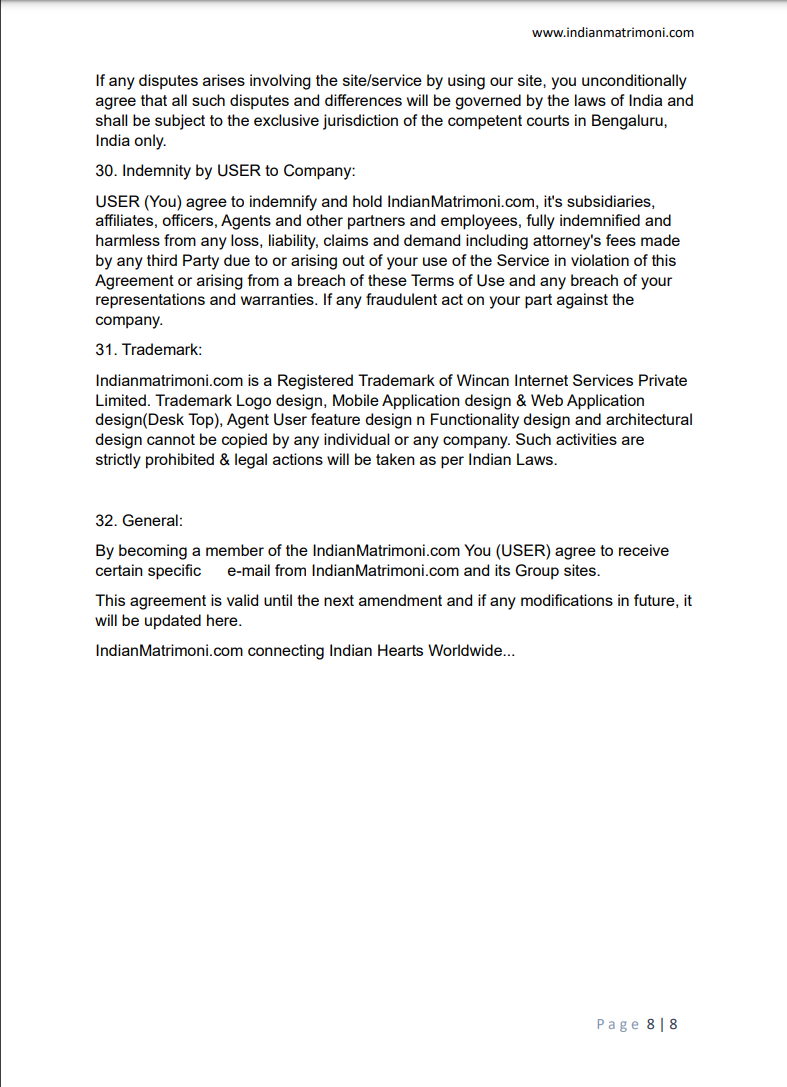 www.indianmatrimoni.com
If any disputes arises involving the site/service by using our site, you unconditionally
agree that all such disputes and differences will be governed by the laws of India and
shall be subject to the exclusive jurisdiction of the competent courts in Bengaluru,
India only.
30. Indemnity by USER to Company:
USER (You) agree to indemnify and hold IndianMatrimoni.com, it's subsidiaries,
affiliates, officers, Agents and other partners and employees, fully indemnified and
harmless from any loss, liability, claims and demand including attorney's fees made
by any third Party due to or arising out of your use of the Service in violation of this
Agreement or arising from a breach of these Terms of Use and any breach of your
representations and warranties. If any fraudulent act on your part against the
company.
31. Trademark:
Indianmatrimoni.com is a Registered Trademark of Wincan Internet Services Private
Limited. Trademark Logo design, Mobile Application design & Web Application
design(Desk Top), Agent User feature design n Functionality design and architectural
design cannot be copied by any individual or any company. Such activities are
strictly prohibited & legal actions will be taken as per Indian Laws.
32. General:
By becoming a member of the IndianMatrimoni.com You (USER) agree to receive
certain specific e-mail from IndianMatrimoni.com and its Group sites.
This agreement is valid until the next amendment and if any modifications in future, it
will be updated here.
IndianMatrimoni.com connecting Indian Hearts Worldwide...
Page 8 | 8